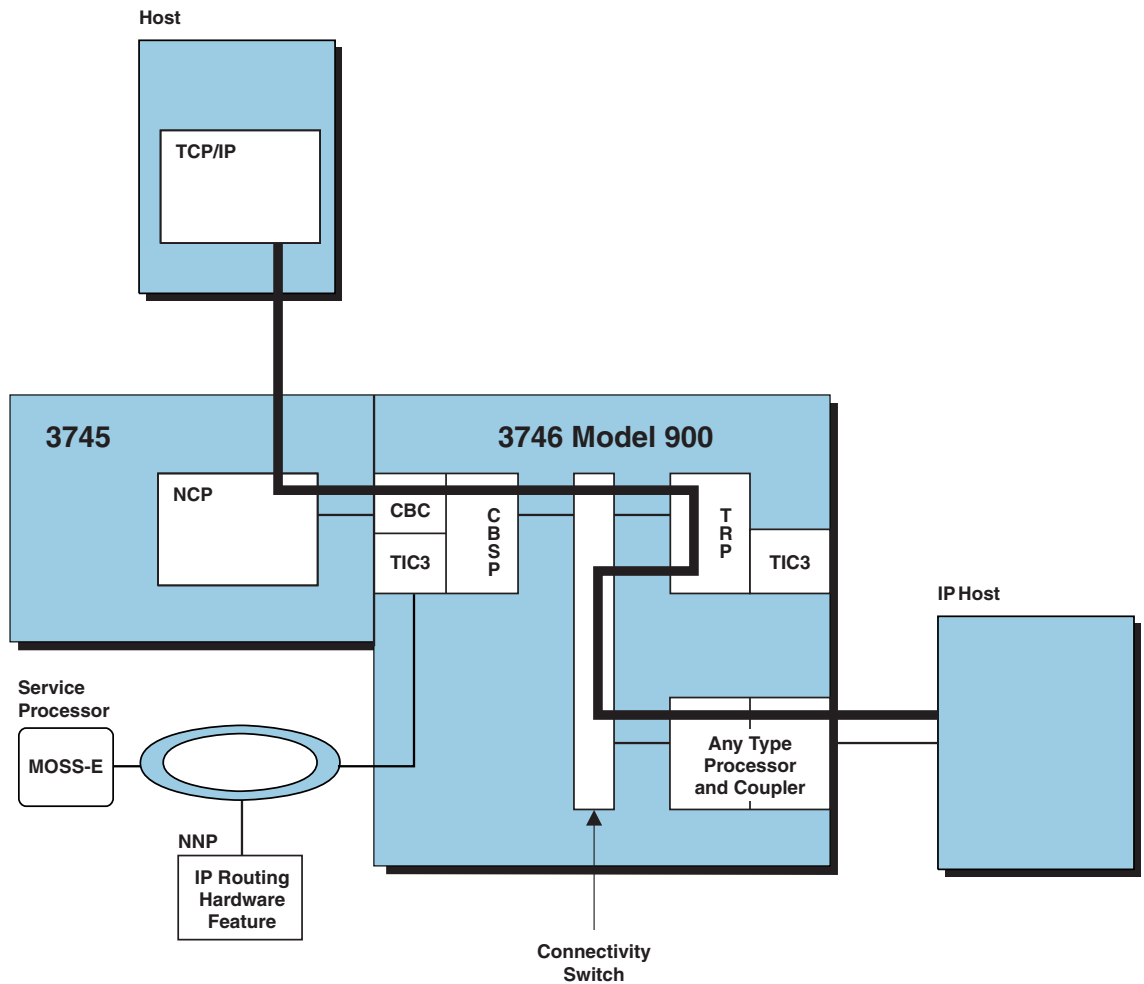 Host
TCP/IP
3745
3746 Model 900
NCP
CBC
TIC3
C
B
S
P
T
R
P
TIC3
IP Host
Service
Processor
MOSS-E
NNP
IP Routing
Hardware
Feature
Any Type
Processor
and Coupler
Connectivity
Switch